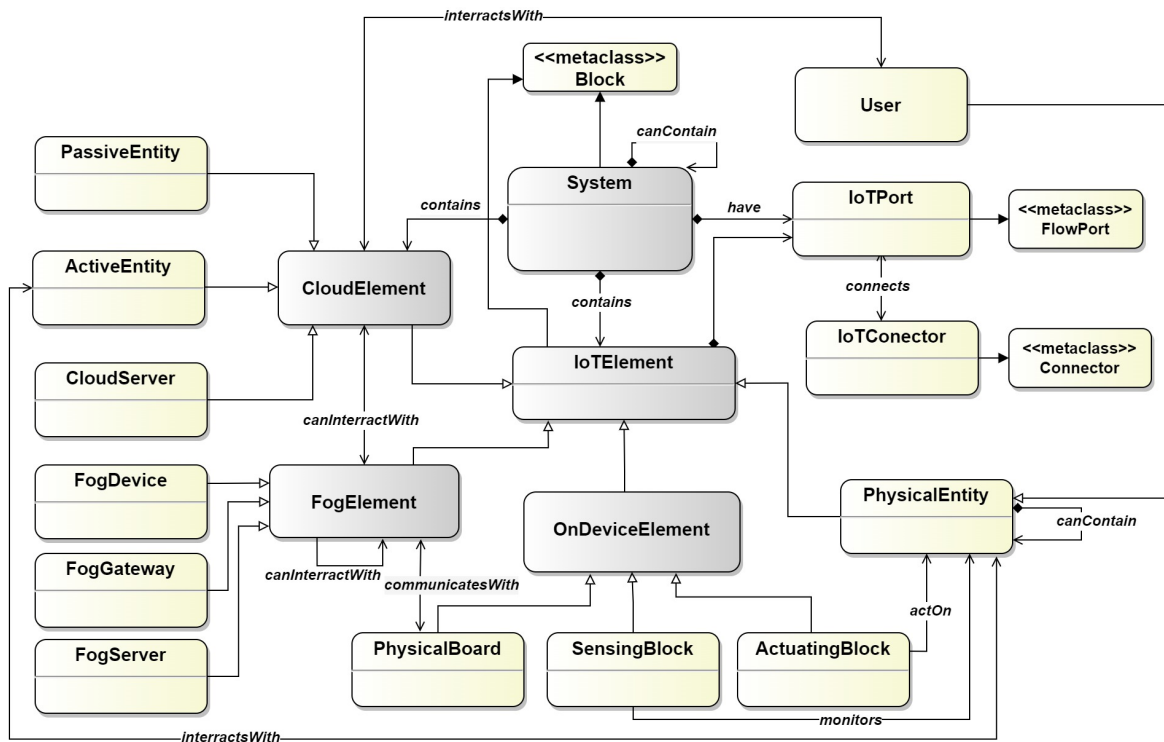 interractsWith
<<metaclass>>
Block
User
canContain
PassiveEntity
System
IoTPort
contains
have
<<metaclass>>
FlowPort
ActiveEntity
CloudElement
contains
connects
CloudServer
IoTElement
IoTConector
<<metaclass>>
Connector
canInterractWith
FogDevice
FogElement
PhysicalEntity
canContain
OnDeviceElement
FogGateway
canInterractWith
communicatesWith
actOn
FogServer
PhysicalBoard
SensingBlock
ActuatingBlock
monitors
interractsWith